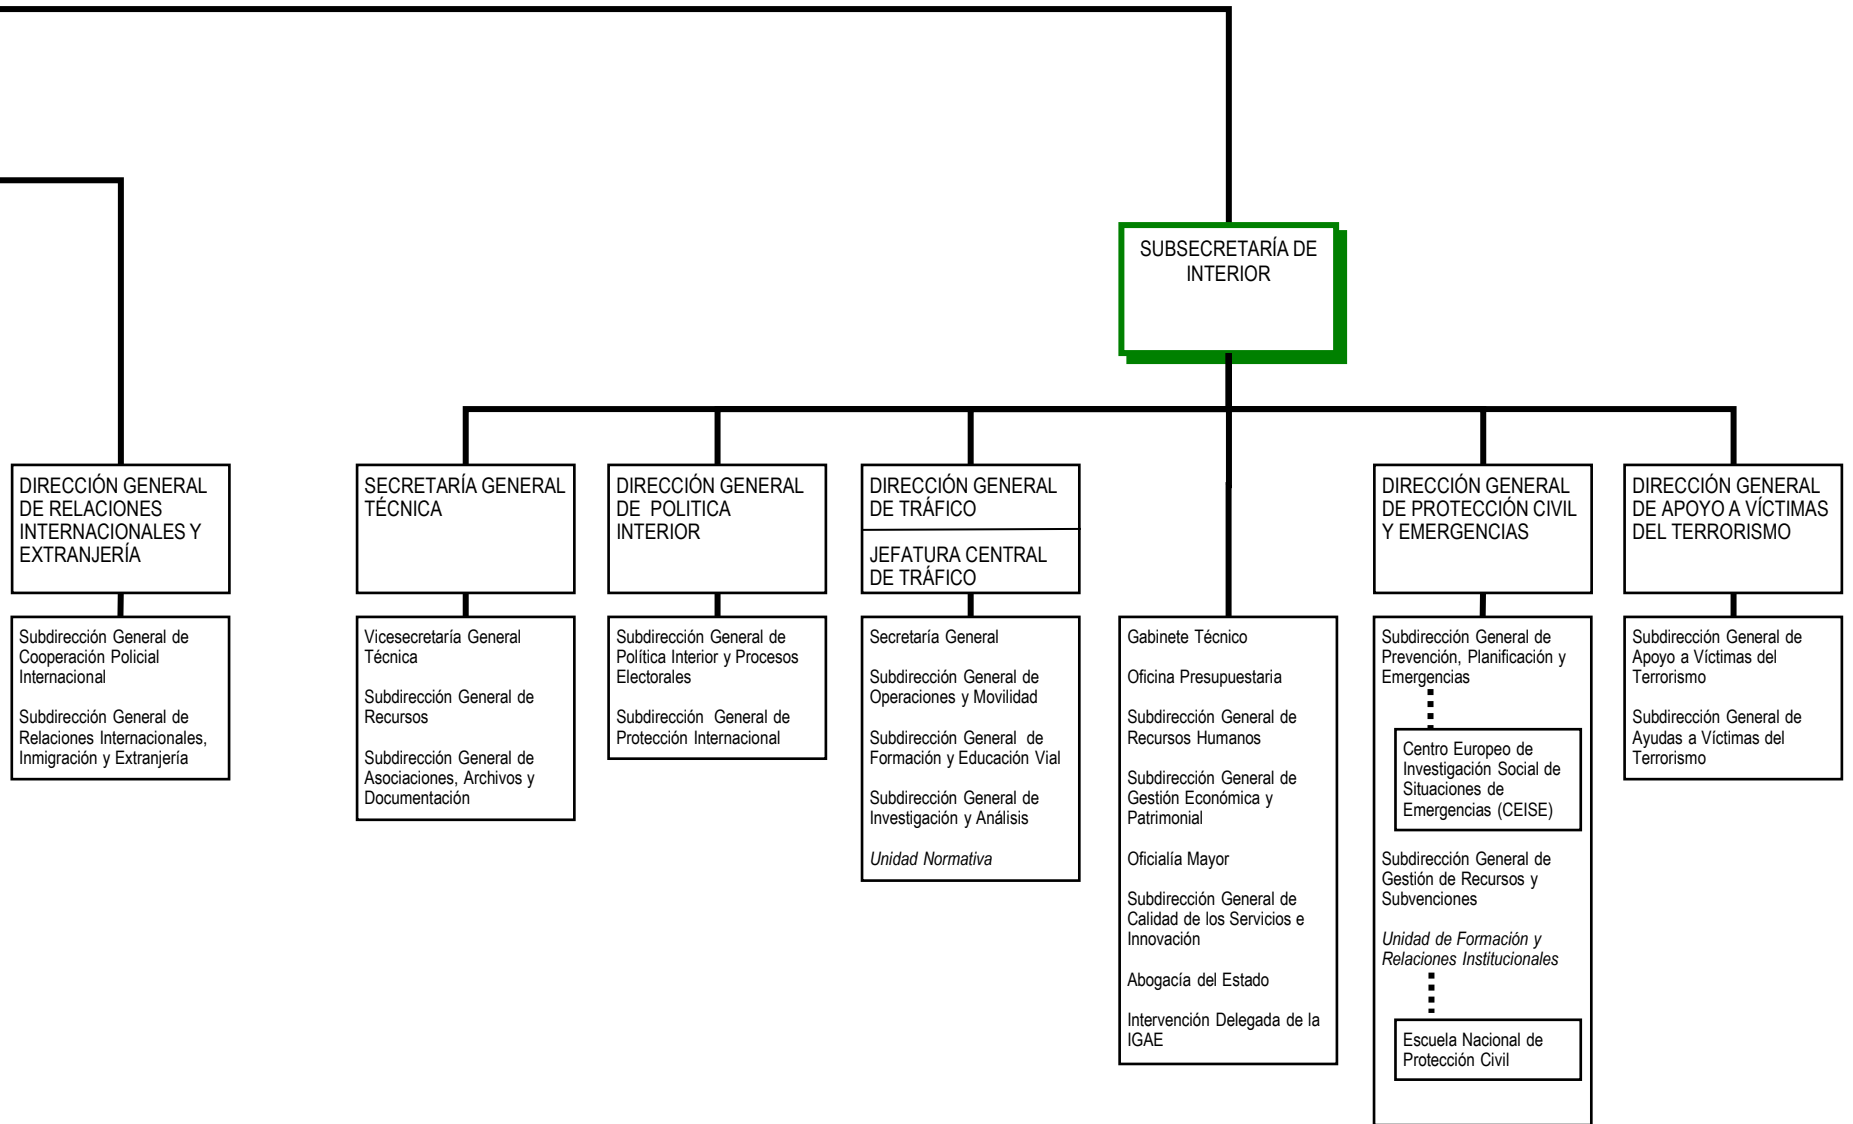 SUBSECRETARÍA DE
INTERIOR
DIRECCIÓN GENERAL
DE RELACIONES
INTERNACIONALES Y
EXTRANJERÍA
Subdirección General de
Cooperación Policial
Internacional
Subdirección General de
Relaciones Internacionales,
Inmigración y Extranjería
SECRETARÍA GENERAL
TÉCNICA
Vicesecretaría General
Técnica
Subdirección General de
Recursos
Subdirección General de
Asociaciones, Archivos y
Documentación
DIRECCIÓN GENERAL
DE POLITICA
INTERIOR
Subdirección General de
Política Interior y Procesos
Electorales
Subdirección General de
Protección Internacional
DIRECCIÓN GENERAL
DE TRÁFICO
JEFATURA CENTRAL
DE TRÁFICO
Secretaría General
Subdirección General de
Operaciones y Movilidad
Subdirección General de
Formación y Educación Vial
Subdirección General de
Investigación y Análisis
Unidad Normativa
Gabinete Técnico
Oficina Presupuestaria
Subdirección General de
Recursos Humanos
Subdirección General de
Gestión Económica y
Patrimonial
Oficialía Mayor
Subdirección General de
Calidad de los Servicios e
Innovación
Abogacía del Estado
Intervención Delegada de la
IGAE
DIRECCIÓN GENERAL
DE PROTECCIÓN CIVIL
Y EMERGENCIAS
Subdirección General de
Prevención, Planificación y
Emergencias
Centro Europeo de
Investigación Social de
Situaciones de
Emergencias (CEISE)
Subdirección General de
Gestión de Recursos y
Subvenciones
Unidad de Formación y
Relaciones Institucionales
Escuela Nacional de
Protección Civil
DIRECCIÓN GENERAL
DE APOYO A VÍCTIMAS
DEL TERRORISMO
Subdirección General de
Apoyo a Víctimas del
Terrorismo
Subdirección General de
Ayudas a Víctimas del
Terrorismo